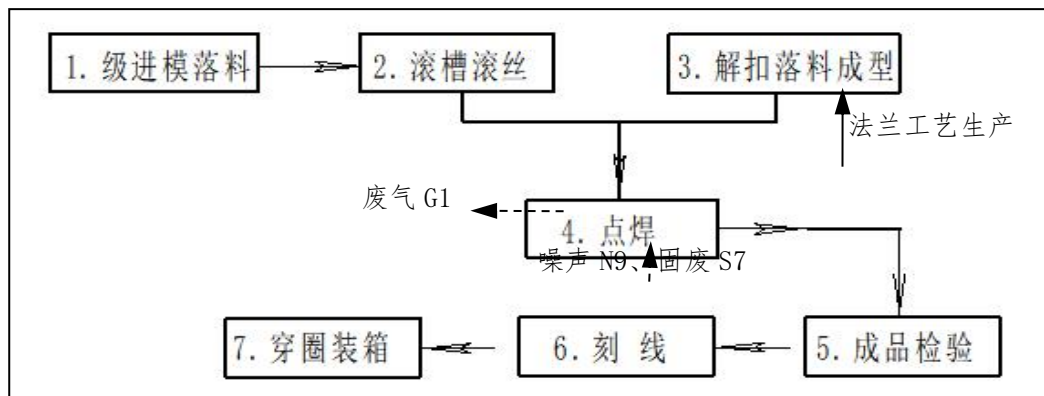 1. 级进模落料
2. 滚槽滚丝
3. 解扣落料成型
法兰工艺生产
废气 G1
4. 点焊
噪声 N9、固废 S7
7. 穿圈装箱
6. 刻 线
5. 成品检验